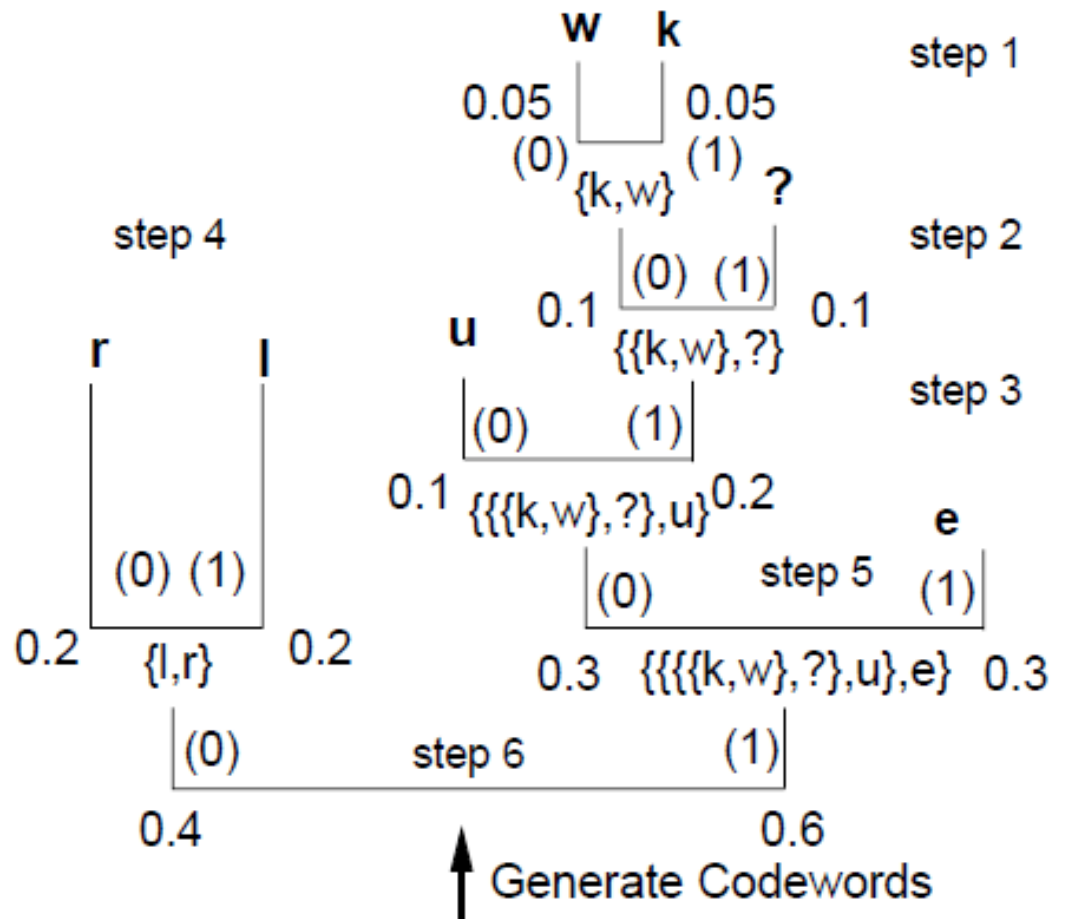 w k
step 1
0.05 0.05
(0) (1)
{k,w} ?
step 4
step 2
(0) (1)
0.1 0.1
{{k,w},?}
r l
u
step 3
(0) (1)
0.1 {{{k,w},?},u} 0.2
e
(0) (1)
(0) step 5 (1)
0.2 {l,r} 0.2
0.3 {{{{k,w},?},u},e} 0.3
(0) step 6 (1)
0.4 0.6
Generate Codewords